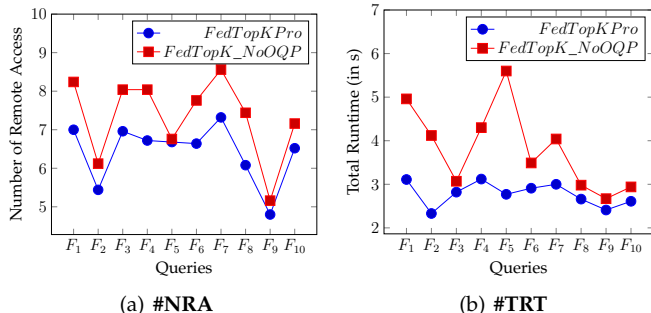 FedTopKPro
FedTopK_NoOQP
Number of Remote Access
8
7
6
5
F1 F2 F3 F4 F5 F6 F7 F8 F9 F10
Queries
(a) #NRA
FedTopKPro
FedTopK_NoOQP
Total Runtime (in s)
7
6
5
4
3
2
F1 F2 F3 F4 F5 F6 F7 F8 F9 F10
Queries
(b) #TRT